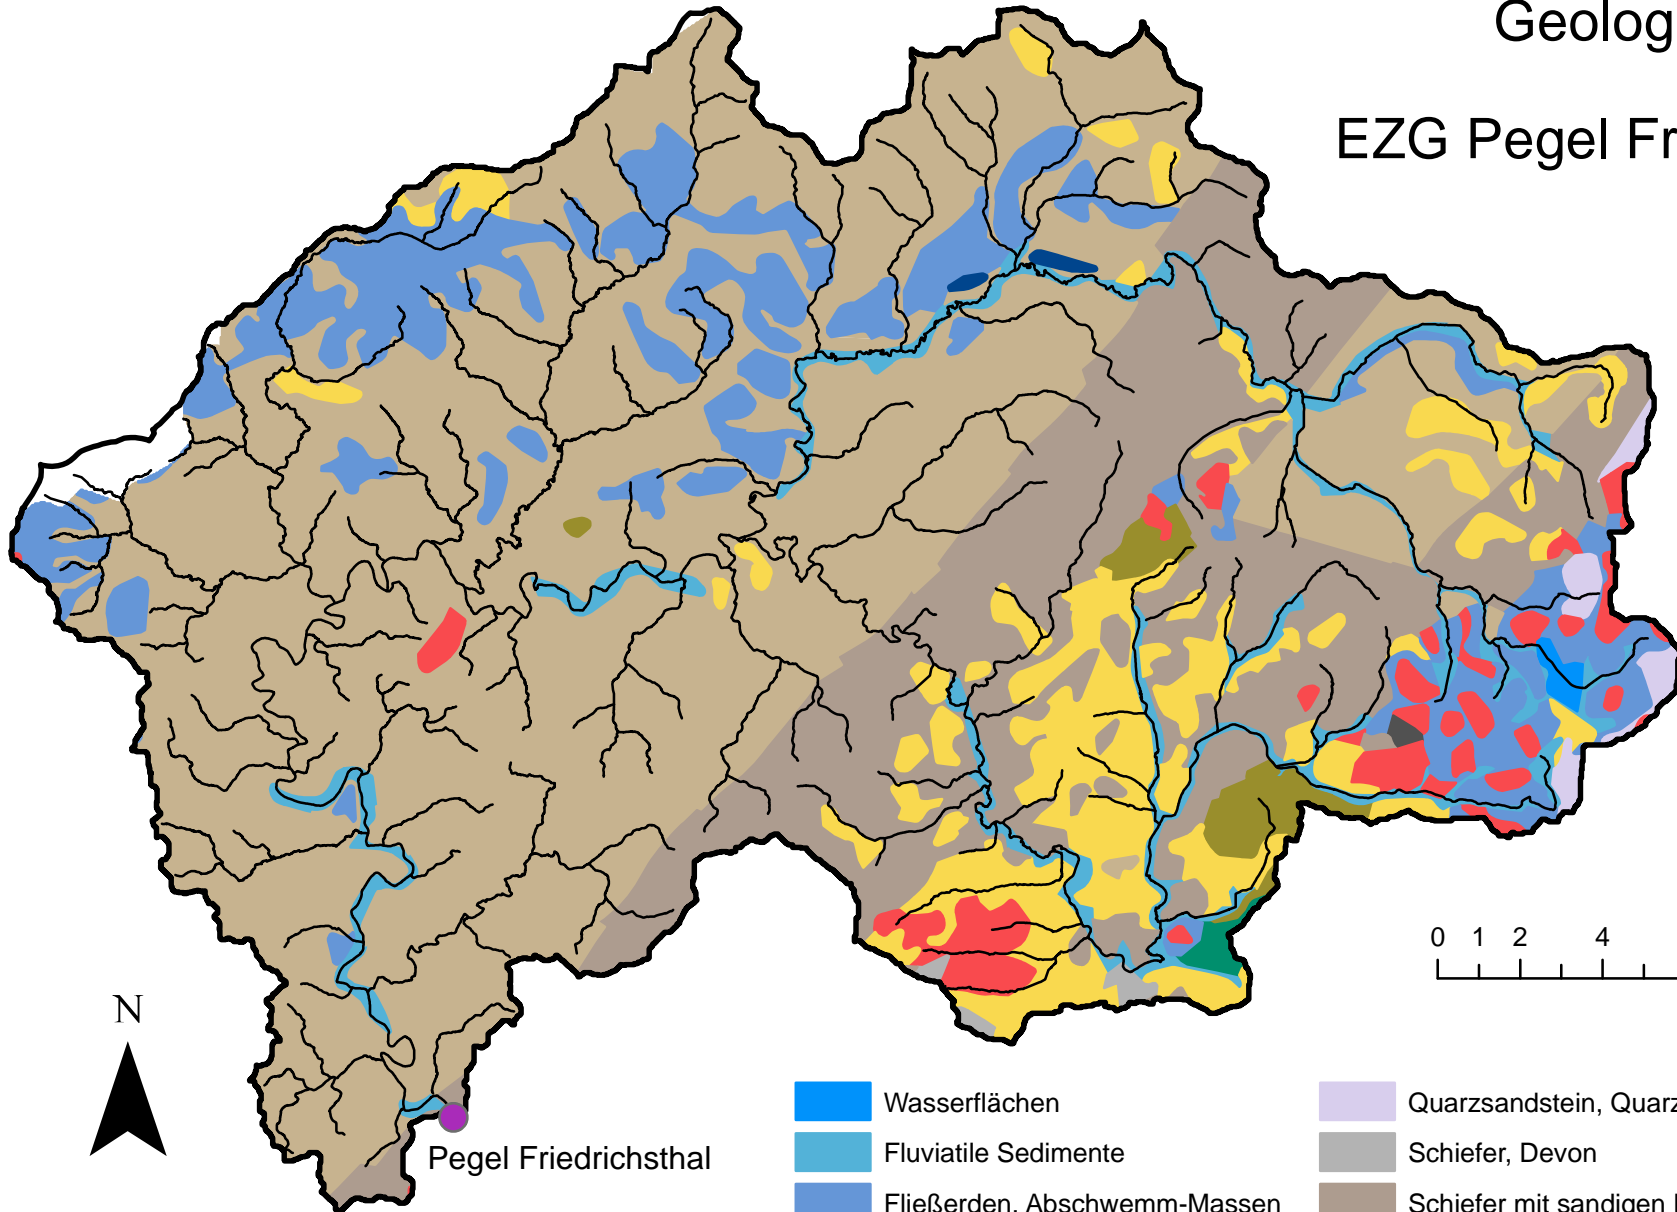 Geolog
EZG Pegel Fr
0 1 2 4
N
Pegel Friedrichsthal
Wasserflächen
Fluviatile Sedimente
Fließerden, Abschwemm-Massen
Quarzsandstein, Quarz
Schiefer, Devon
Schiefer mit sandigen